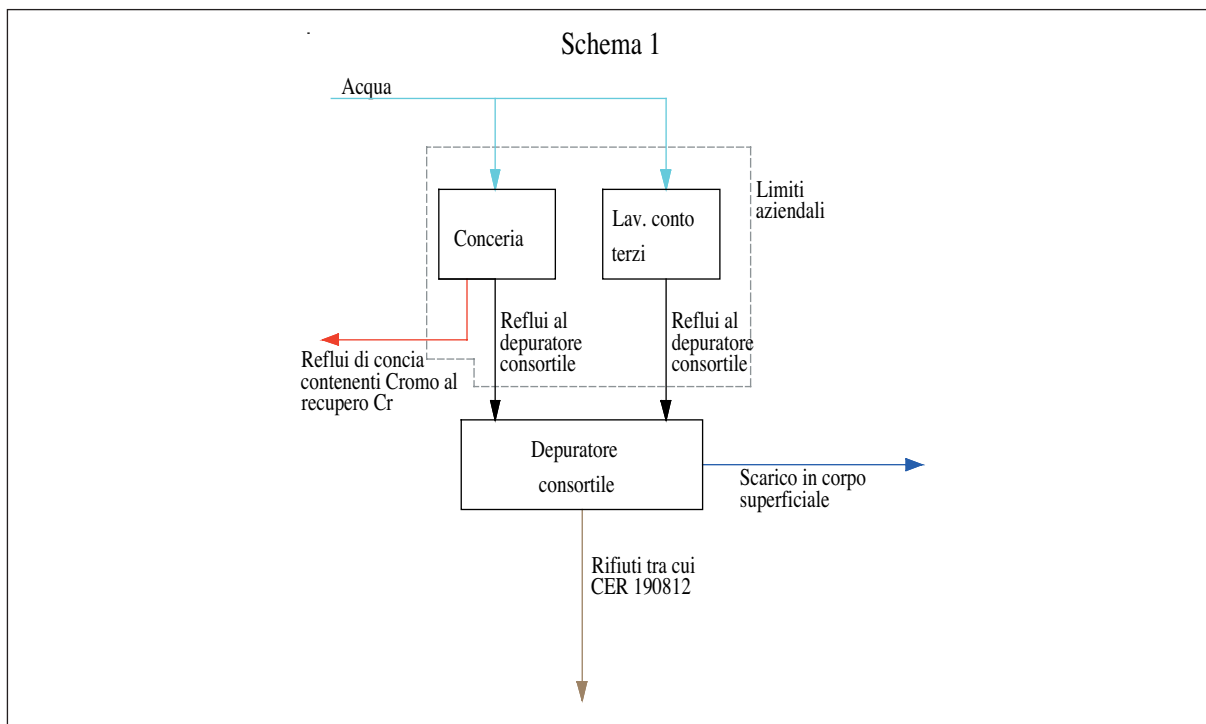 Schema 1
Acqua
Limiti
aziendali
Conceria
Lav. conto
terzi
Reflui al
depuratore
consortile
Reflui al
depuratore
consortile
Reflui di concia
contenenti Cromo al
recupero Cr
Depuratore
consortile
Scarico in corpo
superficiale
Rifiuti tra cui
CER 190812